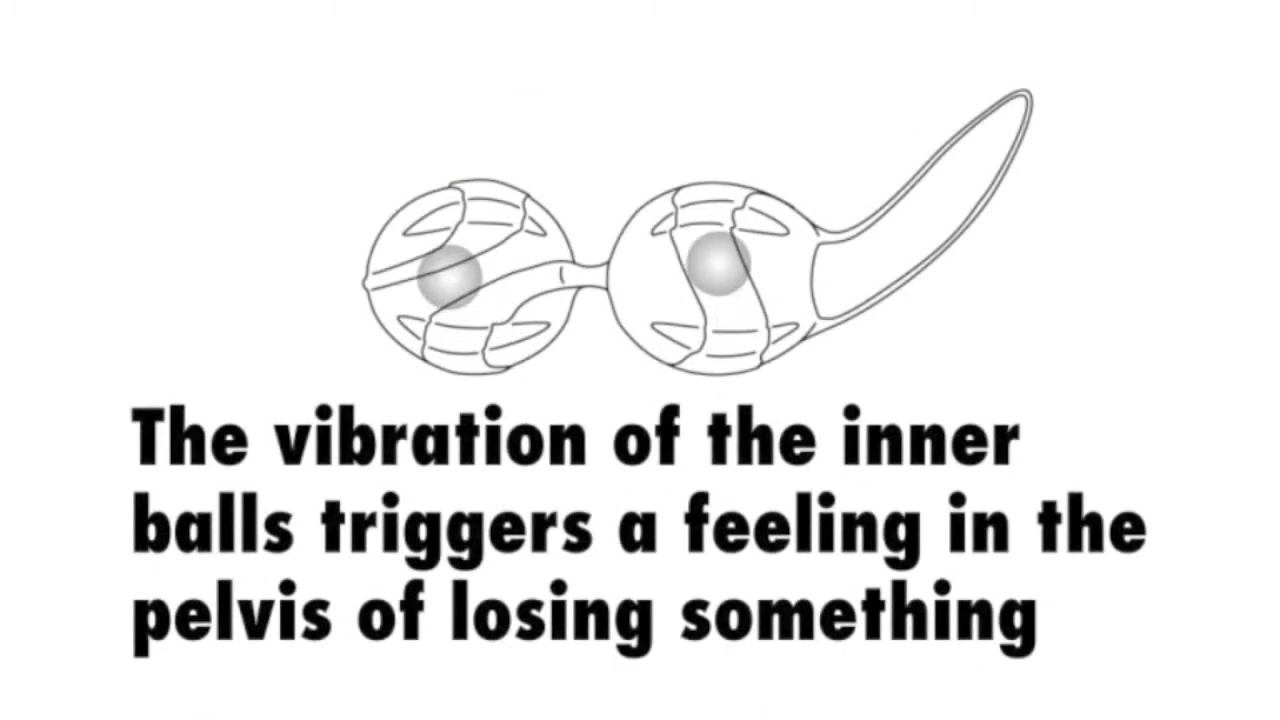 The vibration of the inner
balls triggers a feeling in the
pelvis of losing something